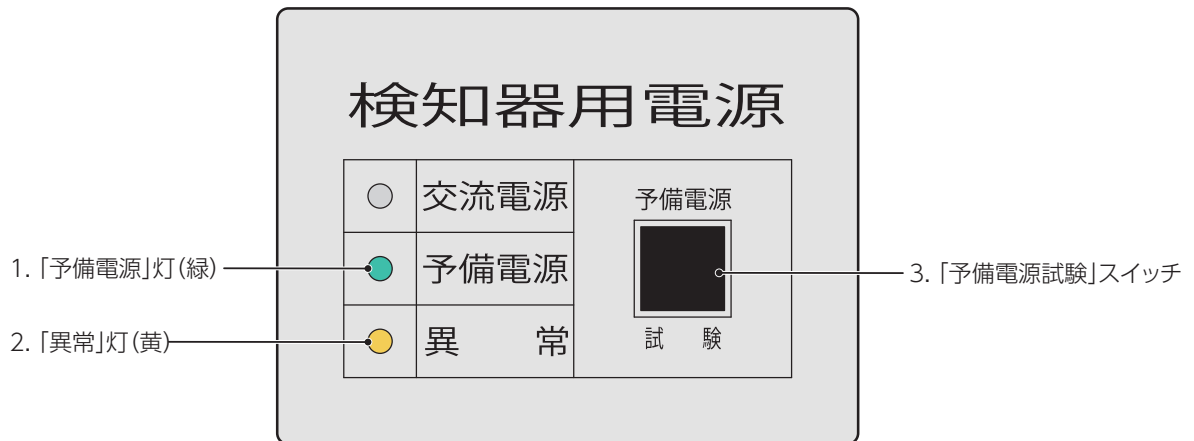 検知器用電源
交流電源
予備電源
異　　常
予備電源
試　験
1.「予備電源」灯(緑)
2.「異常」灯(黄)
3.「予備電源試験」スイッチ